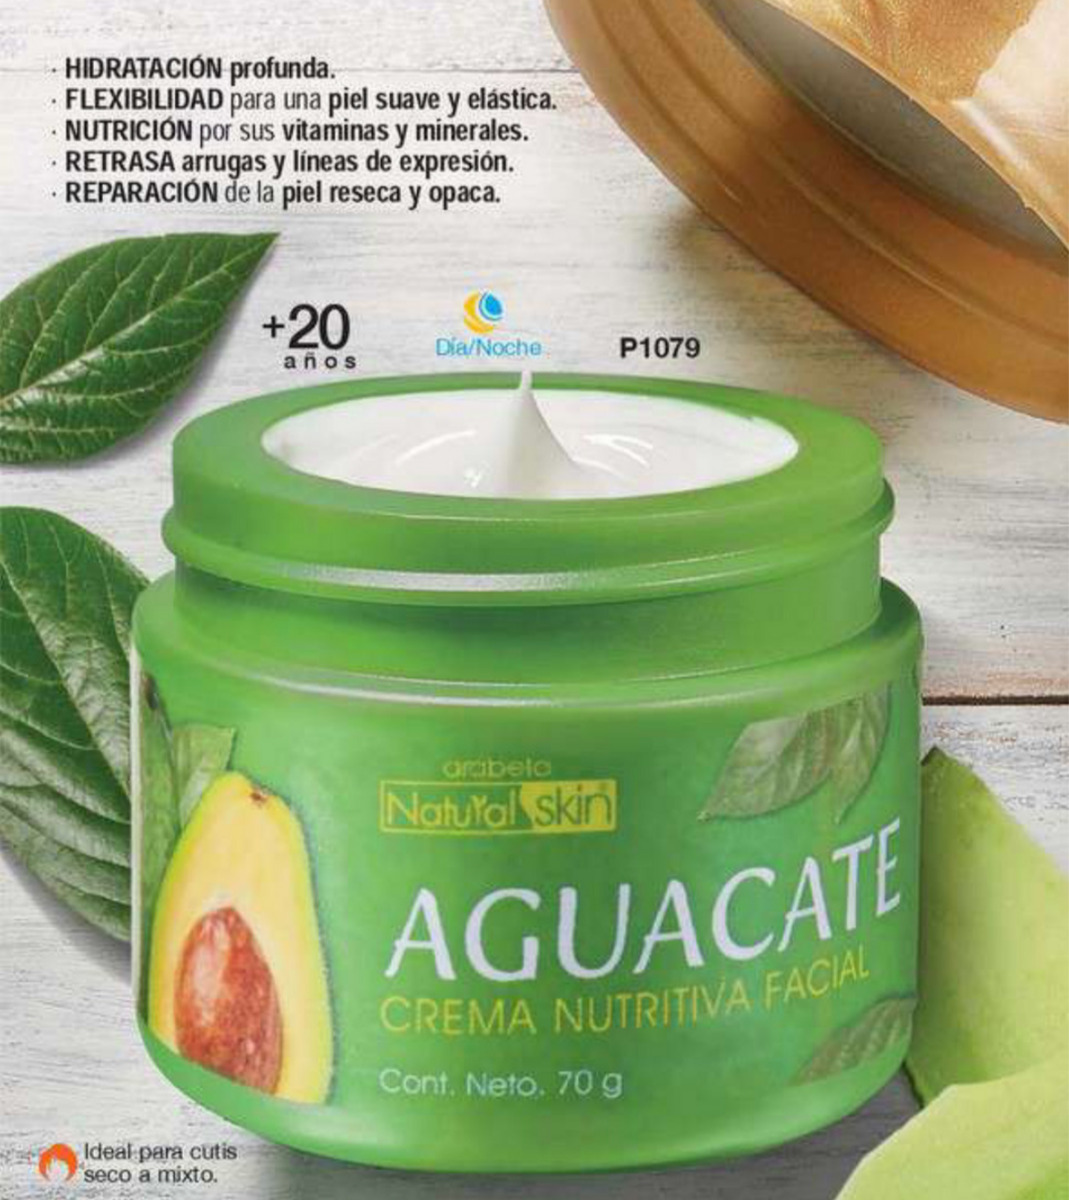 · HIDRATACIÓN profunda.
· FLEXIBILIDAD para una piel suave y elástica.
· NUTRICIÓN por sus vitaminas y minerales.
· RETRASA arrugas y líneas de expresión.
· REPARACIÓN de la piel reseca y opaca.
+20
años
Día/Noche
P1079
arabela
Natural skin
AGUACATE
CREMA NUTRITIVA FACIAL
Cont. Neto. 70 g
Ideal para cutis
seco a mixto.